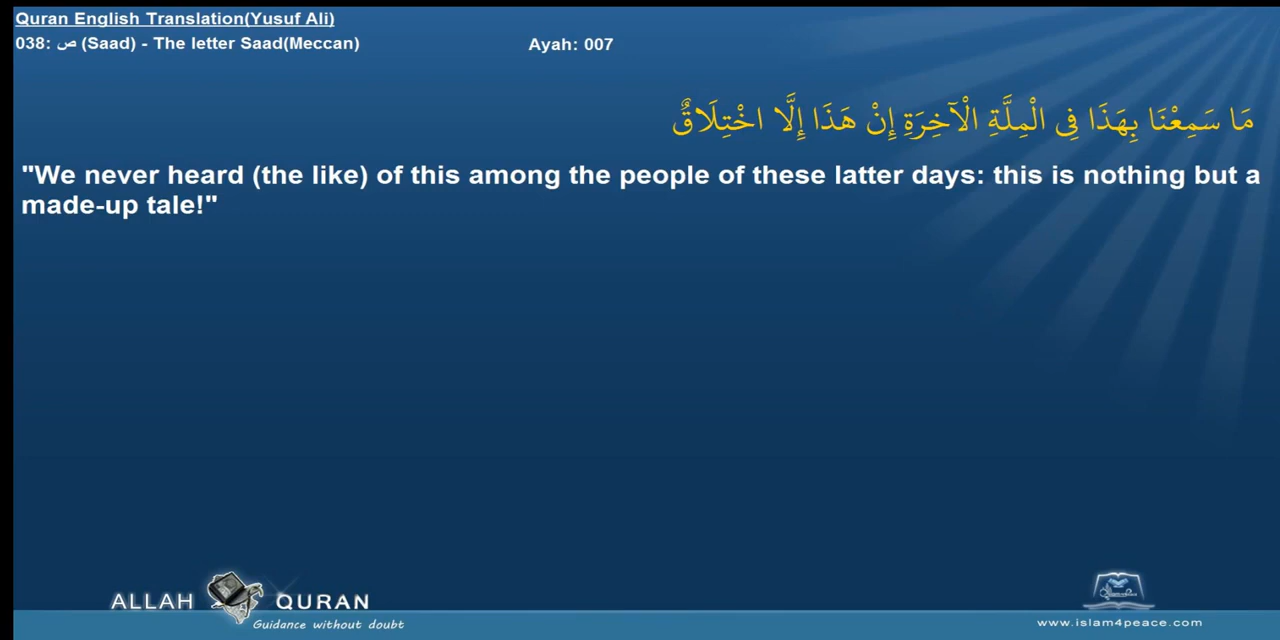 Quran English Translation(Yusuf Ali)
038: ص (Saad) - The letter Saad(Meccan) Ayah: 007
مَا سَمِعْنَا بِهَذَا فِي الْمِلَّةِ الْآخِرَةِ إِنْ هَذَا إِلَّا اخْتِلَاقٌ
"We never heard (the like) of this among the people of these latter days: this is nothing but a
made-up tale!"
ALLAH QURAN
Guidance without doubt
www.islam4peace.com